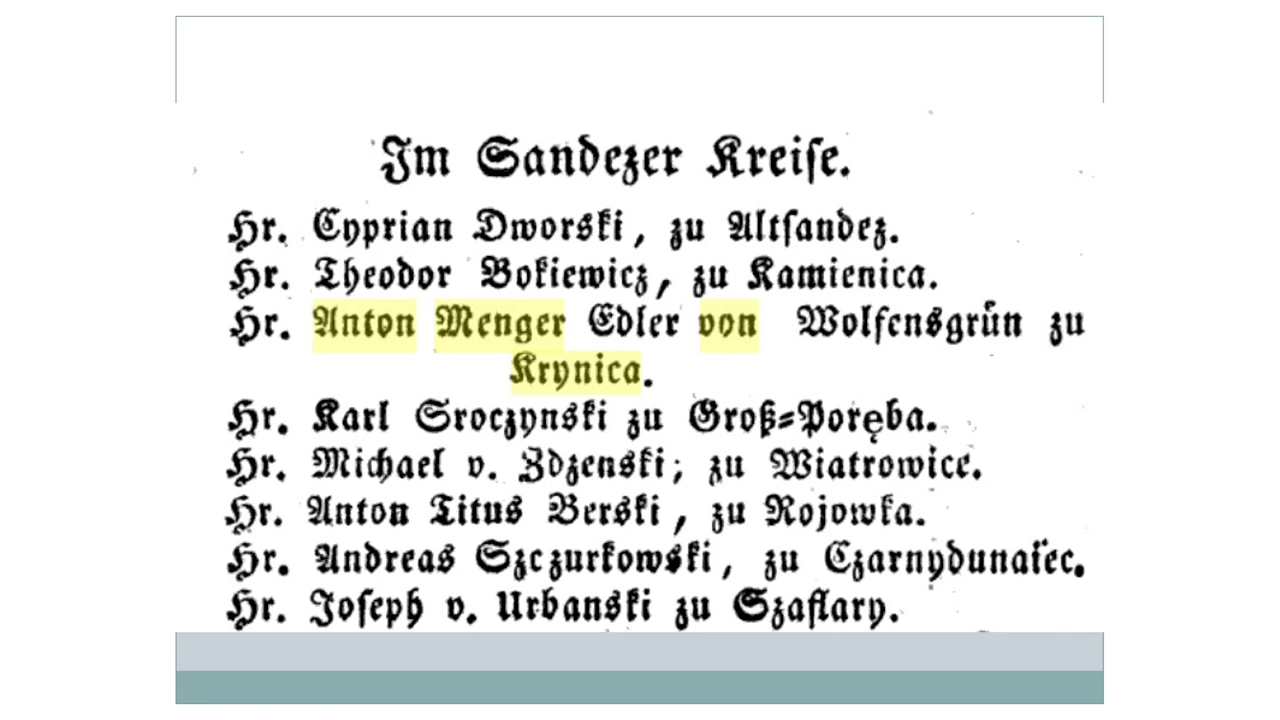 Im Sandezer Kreise.
Hr. Cyprian Dworski, zu Altsandez.
Hr. Theodor Bokiewicz, zu Kamienica.
Hr. Anton Menger Edler von Wolfensgrün zu
Krynica.
Hr. Karl Sroczynski zu Groß-Poręba.
Hr. Michael v. Zdzenski; zu Wiatrowice.
Hr. Anton Titus Berski, zu Rojowka.
Hr. Andreas Szczurkowski, zu Czarnydunaiec.
Hr. Joseph v. Urbanski zu Szaflary.